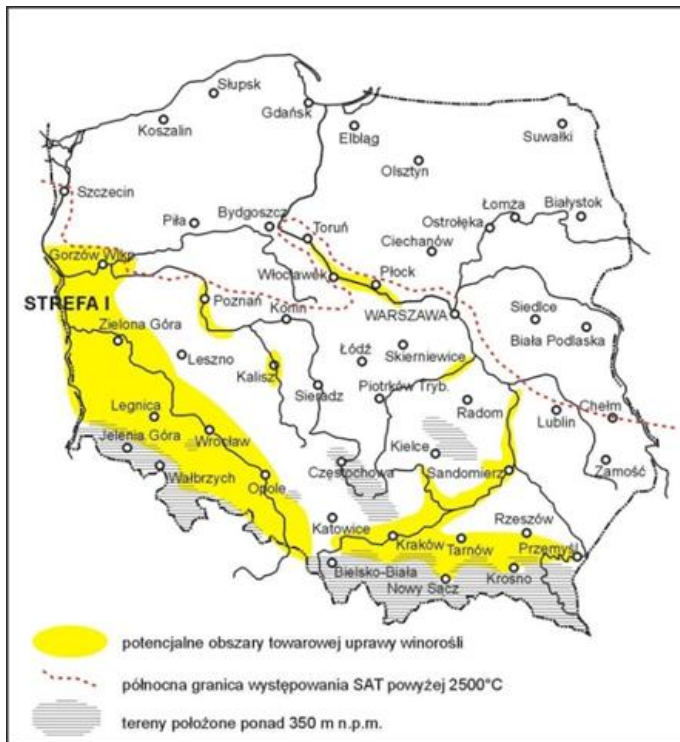 Słupsk
Gdańsk
Koszalin
Elbląg
Suwałki
Olsztyn
Szczecin
Piła
Bydgoszcz
Toruń
Łomża
Białystok
Ostrołęka
Ciechanów
Gorzów Wlkp.
Włocławek
Płock
STREFA I
Poznań
Konin
WARSZAWA
Siedlce
Zielona Góra
Biała Podlaska
Leszno
Łódź
Skierniewice
Kalisz
Sieradz
Piotrków Tryb.
Legnica
Radom
Lublin
Chełm
Jelenia Góra
Wrocław
Kielce
Wałbrzych
Opole
Częstochowa
Sandomierz
Zamość
Katowice
Rzeszów
Kraków
Tarnów
Przemyśl
Bielsko-Biała
Nowy Sącz
Krosno
potencjalne obszary towarowej uprawy winorośli
północna granica występowania SAT powyżej 2500°C
tereny położone ponad 350 m n.p.m.